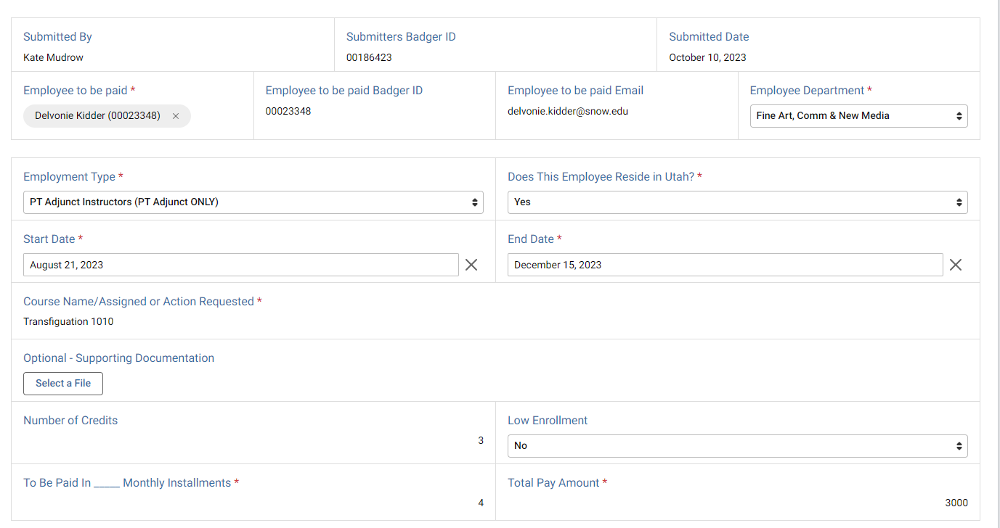 Submitted By
Submitters Badger ID
Submitted Date
Kate Mudrow
00186423
October 10, 2023
Employee to be paid *
Employee to be paid Badger ID
Employee to be paid Email
Employee Department *
Delvonie Kidder (00023348) ×
00023348
delvonie.kidder@snow.edu
Fine Art, Comm & New Media
Employment Type *
Does This Employee Reside in Utah? *
PT Adjunct Instructors (PT Adjunct ONLY)
Yes
Start Date *
End Date *
August 21, 2023
December 15, 2023
Course Name/Assigned or Action Requested *
Transfiguation 1010
Optional - Supporting Documentation
Select a File
Number of Credits
Low Enrollment
3
No
To Be Paid In _____ Monthly Installments *
Total Pay Amount *
4
3000